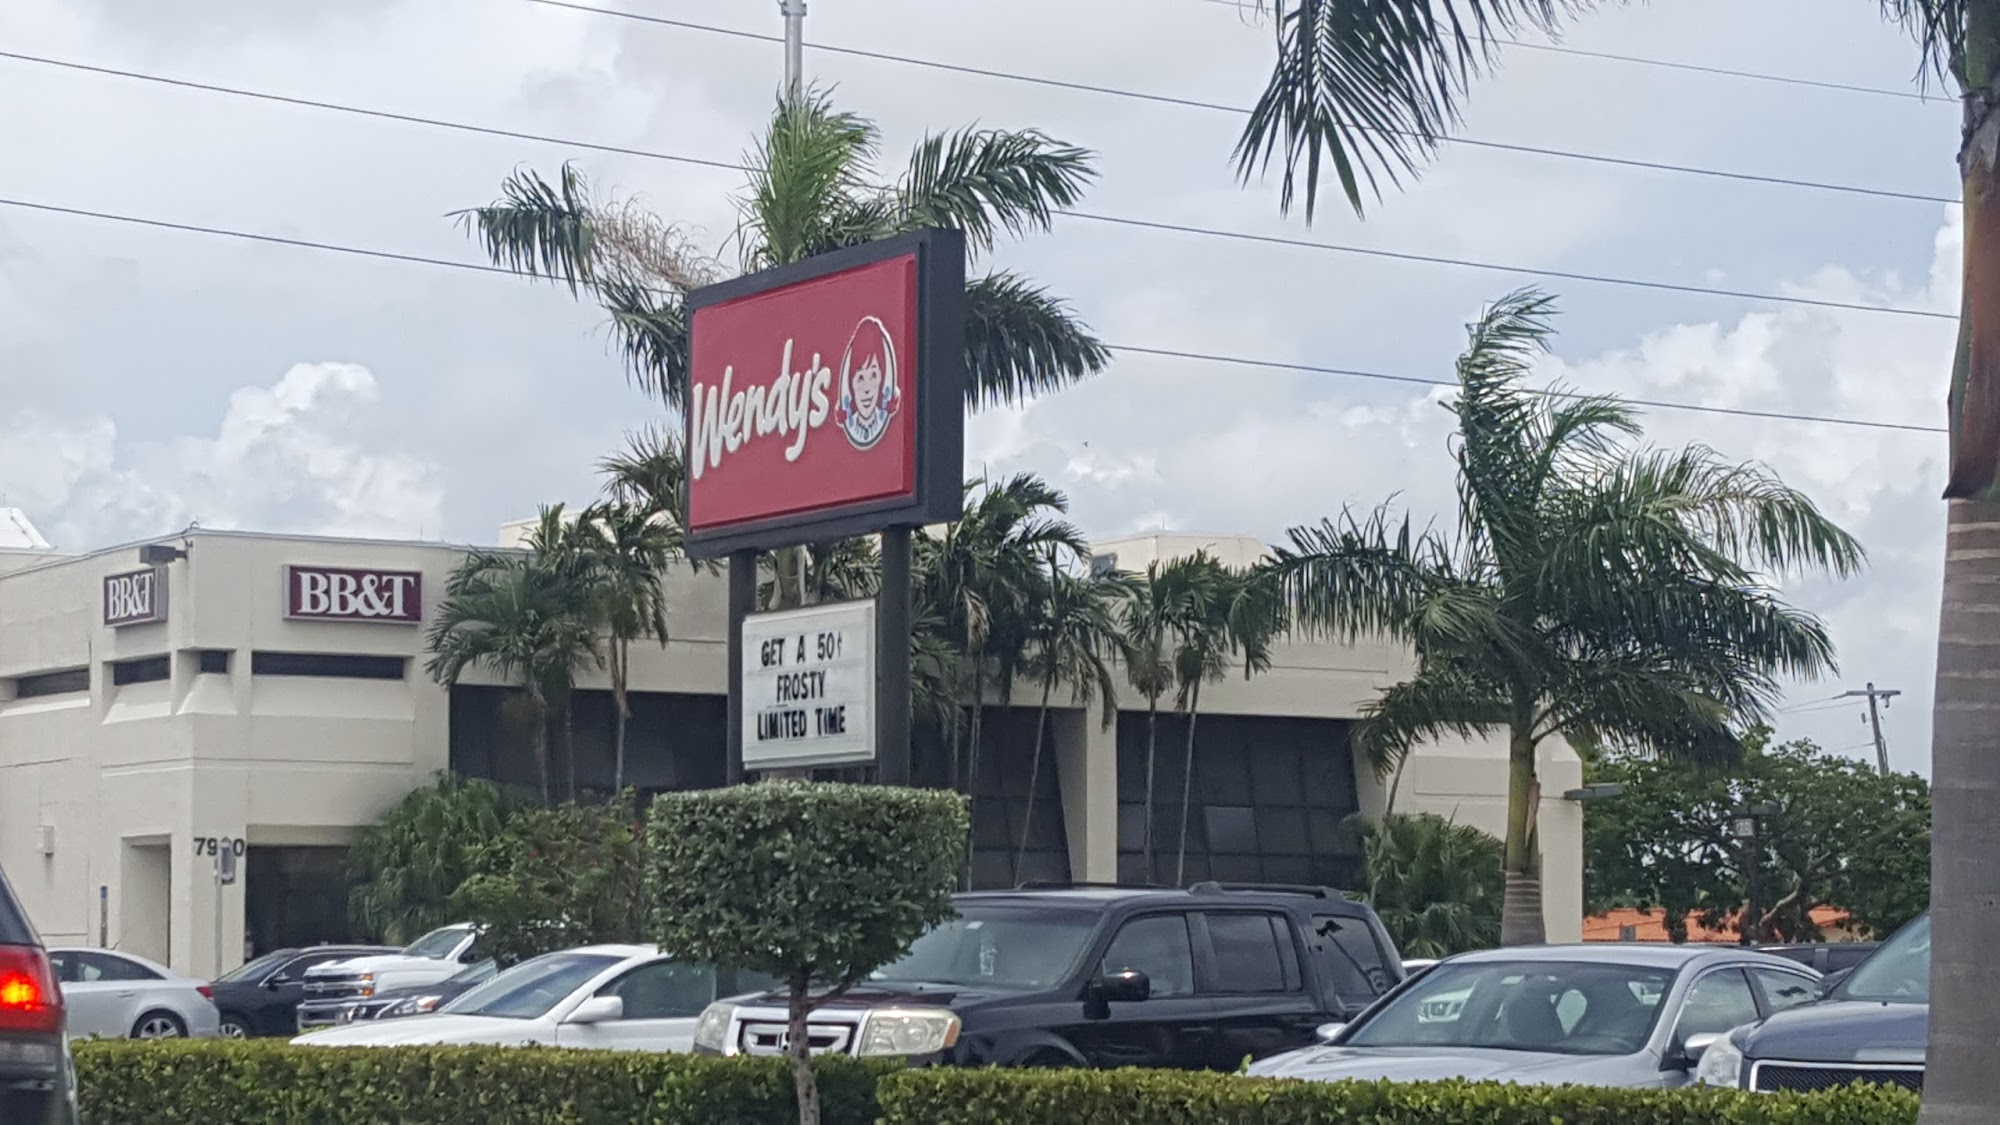 Wendy's
BB&T
BB&T
GET A 50¢
FROSTY
LIMITED TIME